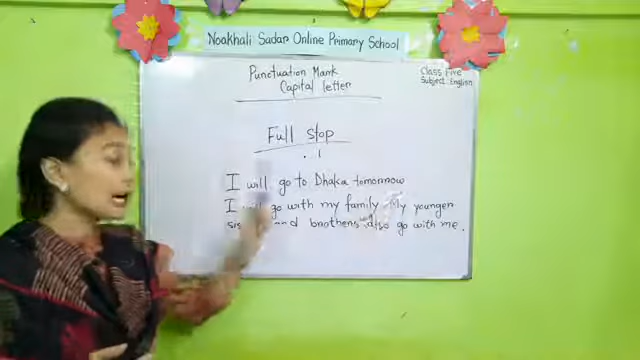 Noakhali Sadar Online Primary School
Punctuation Mark
Capital letter
Class Five
Subject: English
Full stop
. |
I will go to Dhaka tomorrow
I will go with my family My younger
and brothers also go with me.